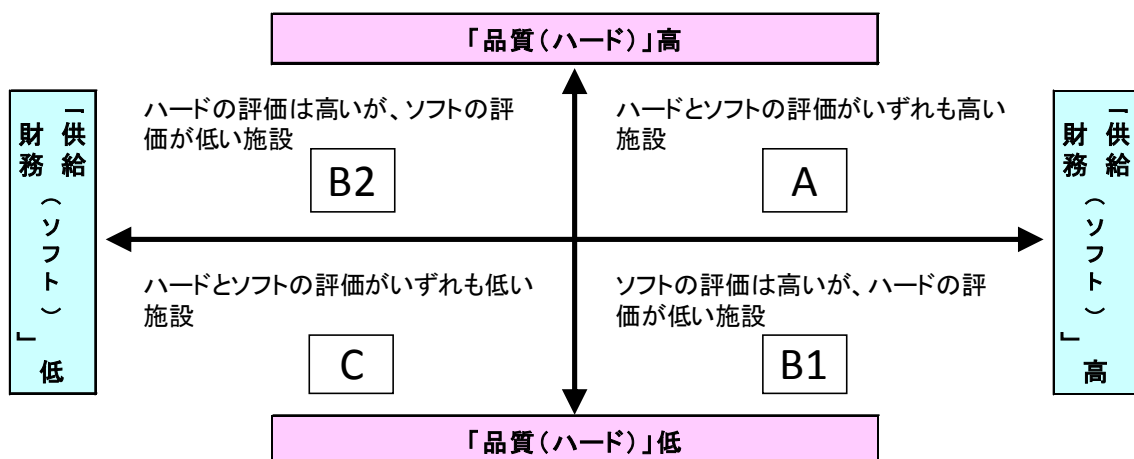 「品質(ハード)」高
「供給
財務(ソフト)」低
ハードの評価は高いが、ソフトの評
価が低い施設
B2
ハードとソフトの評価がいずれも高い
施設
A
「供給
財務(ソフト)」高
ハードとソフトの評価がいずれも低い
施設
C
ソフトの評価は高いが、ハードの評
価が低い施設
B1
「品質(ハード)」低